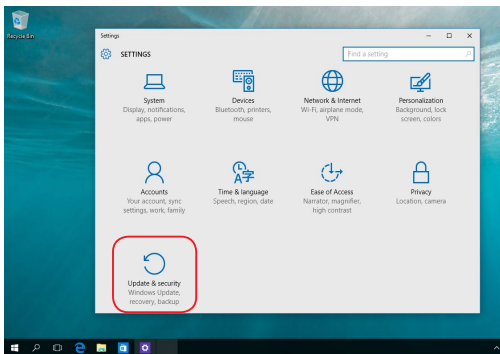 Recycle Bin
Settings
SETTINGS
Find a setting
System
Display, notifications,
apps, power
Devices
Bluetooth, printers,
mouse
Network & Internet
Wi-Fi, airplane mode,
VPN
Personalization
Background, lock
screen, colors
Accounts
Your account, sync
settings, work, family
A字
Time & language
Speech, region, date
Ease of Access
Narrator, magnifier,
high contrast
Privacy
Location, camera
Update & security
Windows Update,
recovery, backup